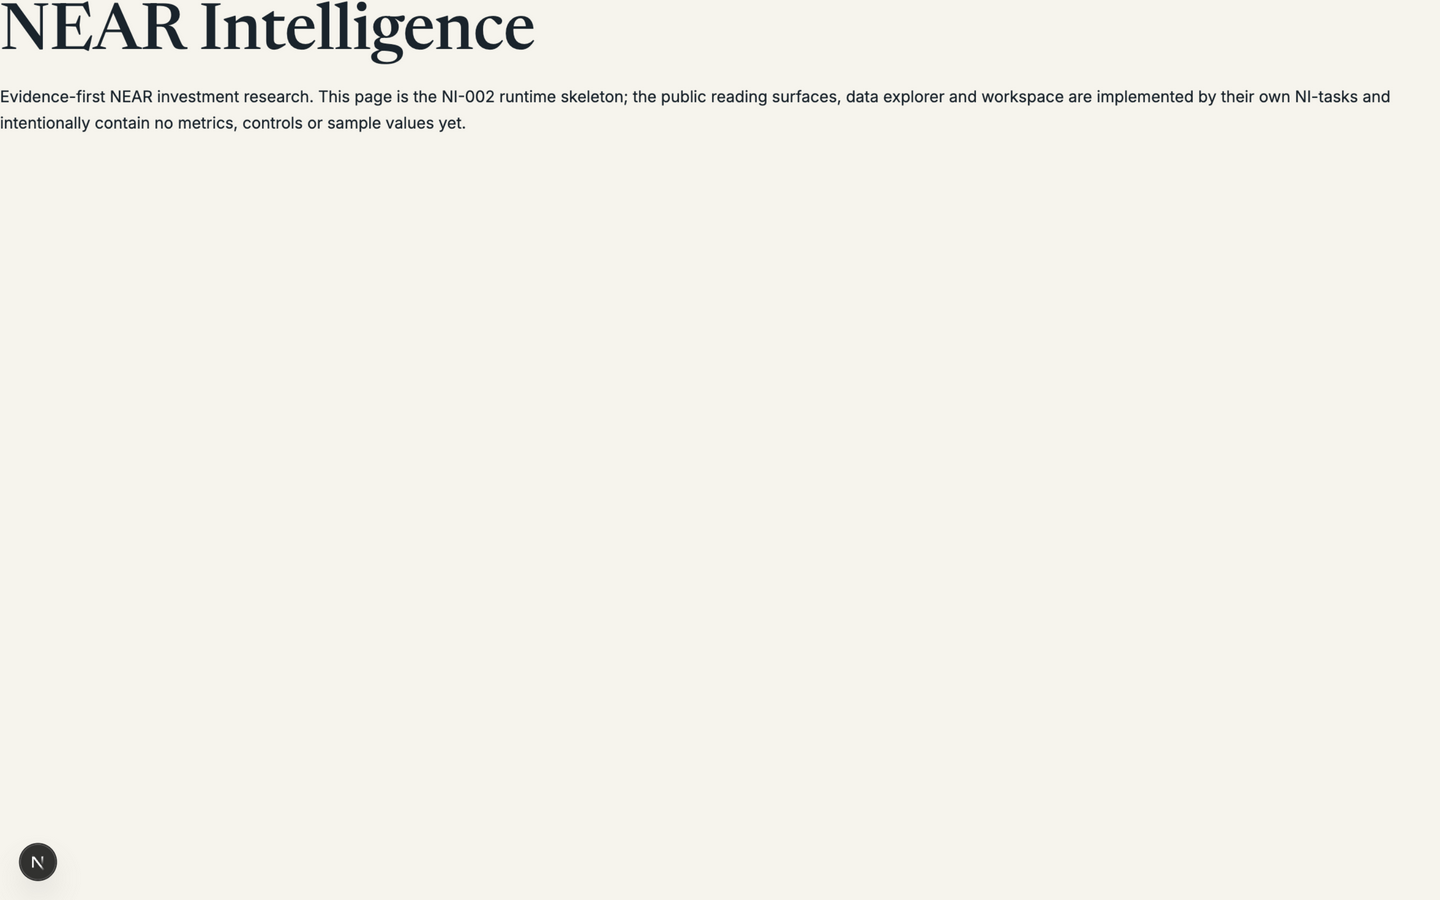 NEAR Intelligence
Evidence-first NEAR investment research. This page is the NI-002 runtime skeleton; the public reading surfaces, data explorer and workspace are implemented by their own NI-tasks and
intentionally contain no metrics, controls or sample values yet.
N